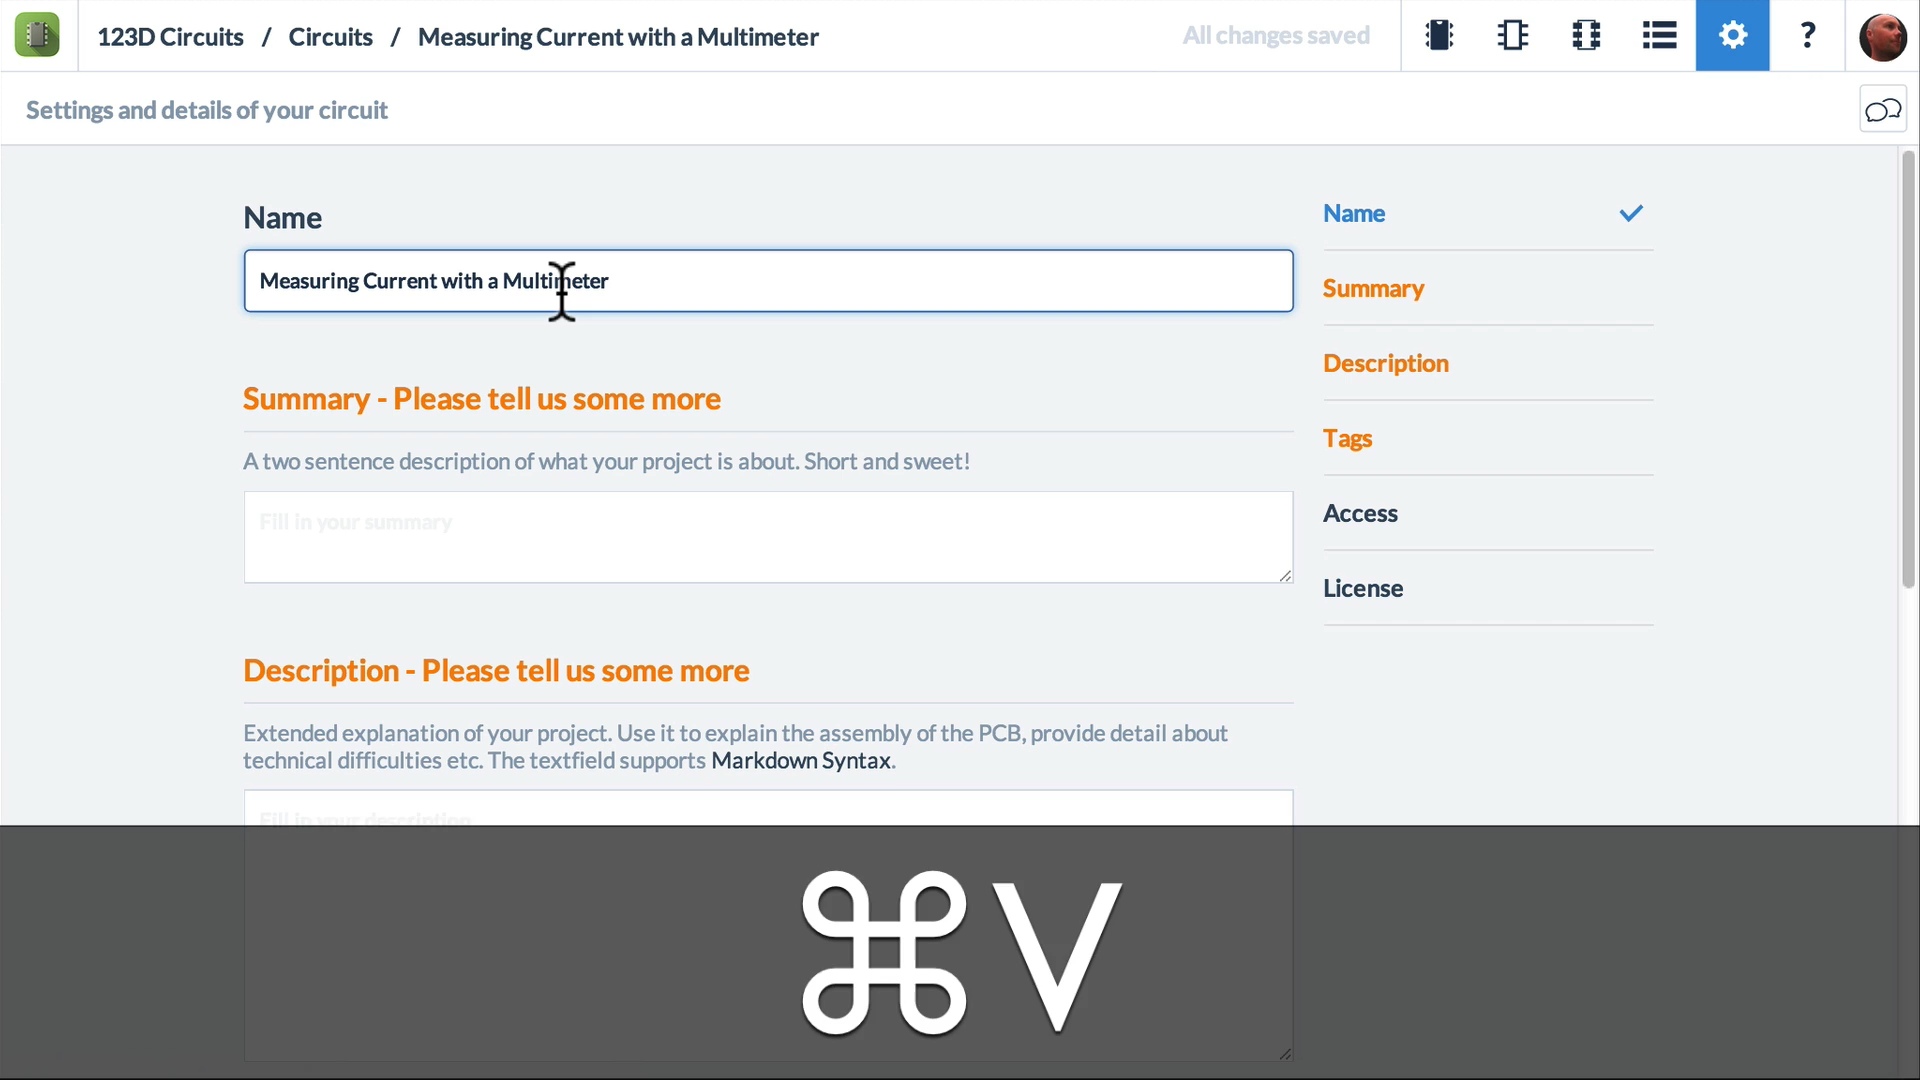 123D Circuits / Circuits / Measuring Current with a Multimeter
All changes saved
?
Settings and details of your circuit
Name
Measuring Current with a Multimeter
Summary - Please tell us some more
A two sentence description of what your project is about. Short and sweet!
Fill in your summary
Description - Please tell us some more
Extended explanation of your project. Use it to explain the assembly of the PCB, provide detail about
technical difficulties etc. The textfield supports Markdown Syntax.
Fill in your description
Name
Summary
Description
Tags
Access
License
⌘V